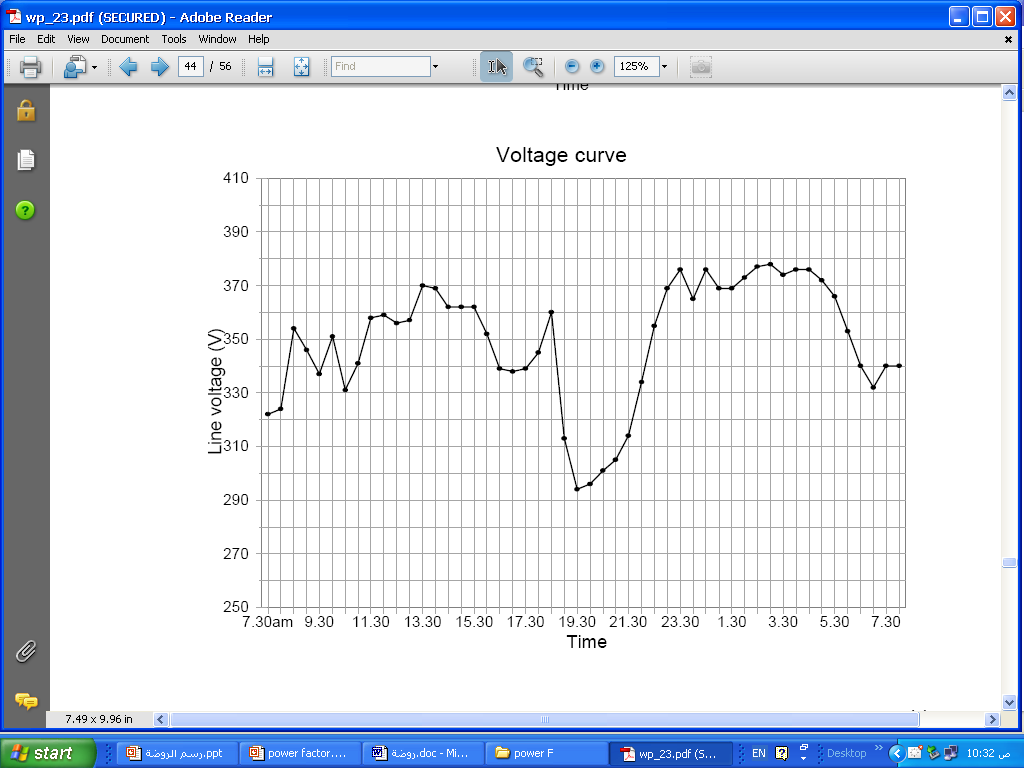 wp_23.pdf (SECURED) - Adobe Reader
File Edit View Document Tools Window Help
44 / 56 Find 125%
Time
Voltage curve
410
390
370
350
330
310
290
270
250
Line voltage (V)
7.30am 9.30 11.30 13.30 15.30 17.30 19.30 21.30 23.30 1.30 3.30 5.30 7.30
Time
7.49 x 9.96 in
start رسم الروضة.ppt power factor.... روضة.doc - Mi... power F wp_23.pdf (S... EN Desktop 10:32 ص